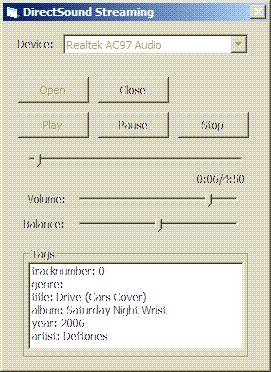 DirectSound Streaming
Device: Realtek AC97 Audio
Open Close
Play Pause Stop
0:06/4:50
Volume:
Balance:
Tags
tracknumber: 0
genre:
title: Drive (Cars Cover)
album: Saturday Night Wrist
year: 2006
artist: Deftones